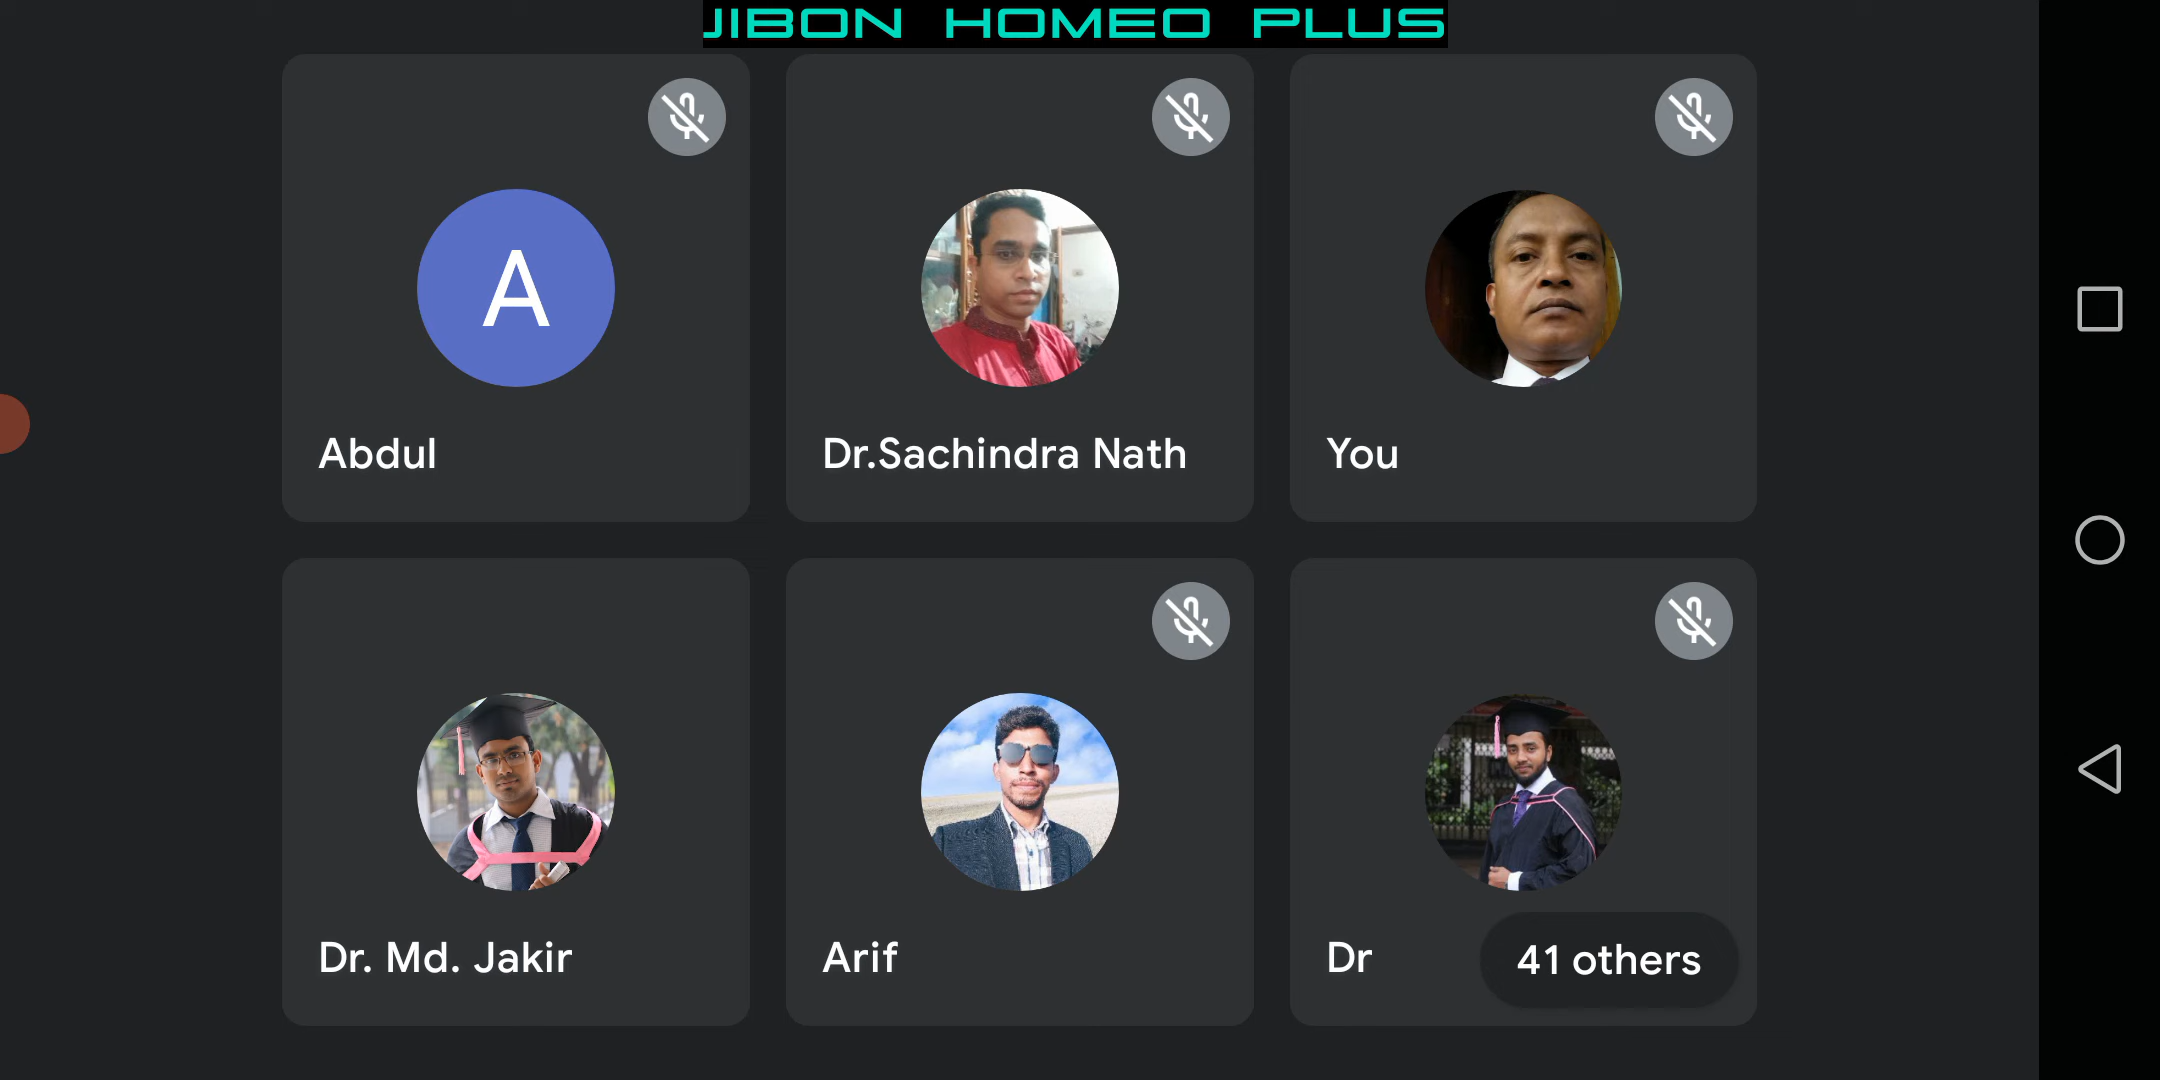 JIBON HOMEO PLUS
A
Abdul
Dr.Sachindra Nath
You
Dr. Md. Jakir
Arif
Dr
41 others